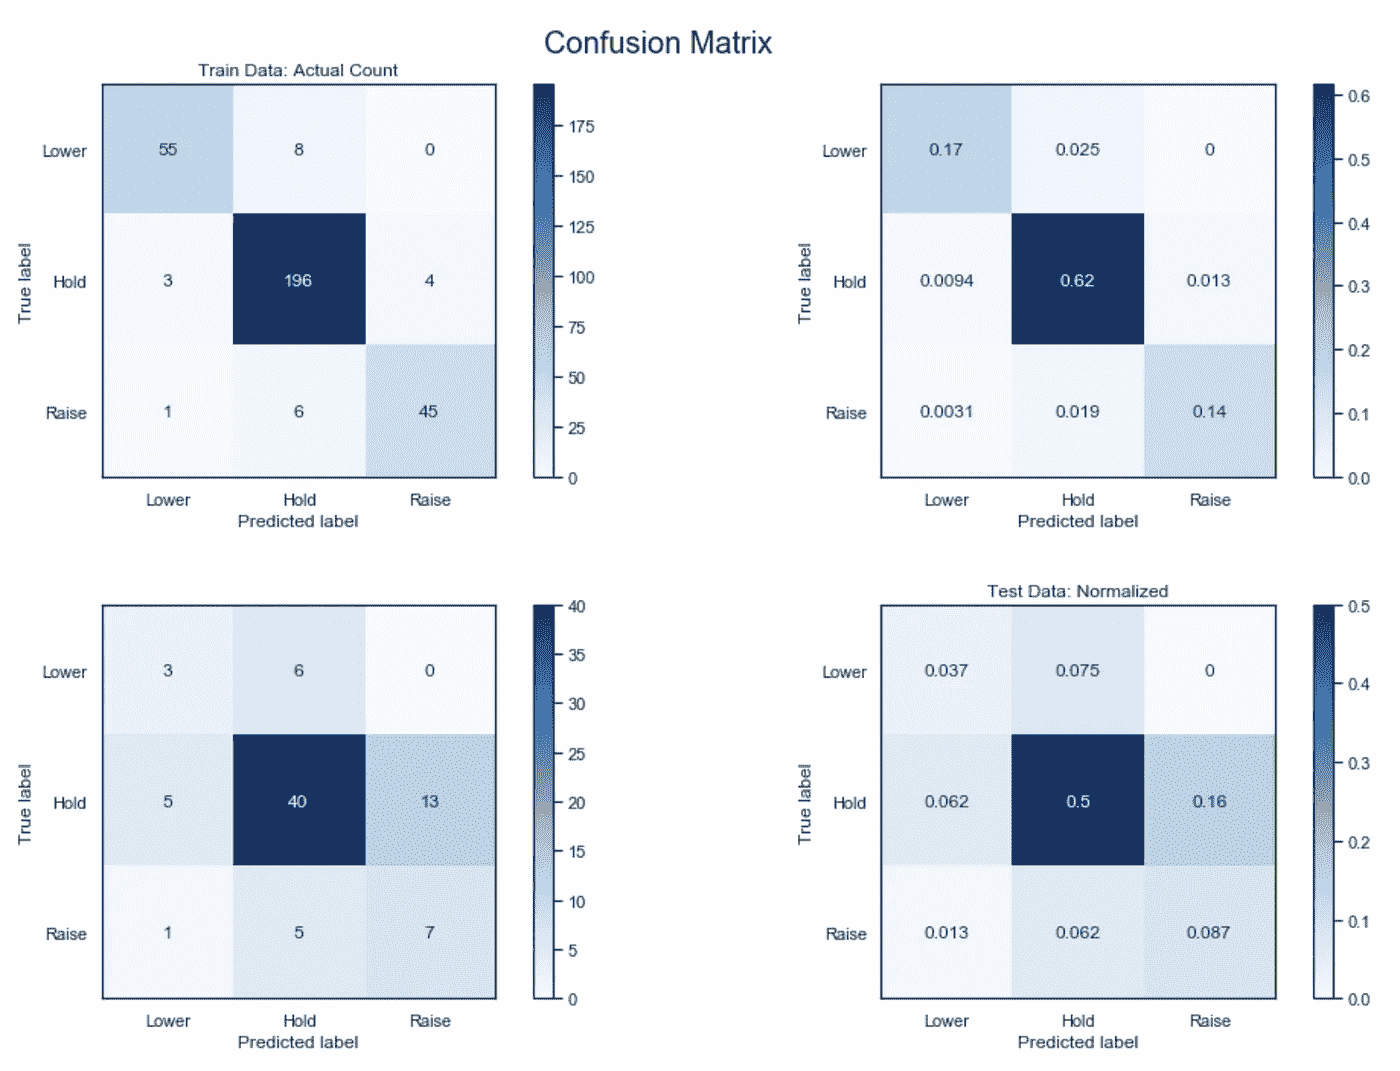 Confusion Matrix
Train Data: Actual Count
True label
Lower 55 8 0
Hold 3 196 4
Raise 1 6 45
Lower Hold Raise
Predicted label
175
150
125
100
75
50
25
0
True label
Lower 0.17 0.025 0
Hold 0.0094 0.62 0.013
Raise 0.0031 0.019 0.14
Lower Hold Raise
Predicted label
0.6
0.5
0.4
0.3
0.2
0.1
0.0
True label
Lower 3 6 0
Hold 5 40 13
Raise 1 5 7
Lower Hold Raise
Predicted label
40
35
30
25
20
15
10
5
0
Test Data: Normalized
True label
Lower 0.037 0.075 0
Hold 0.062 0.5 0.16
Raise 0.013 0.062 0.087
Lower Hold Raise
Predicted label
0.5
0.4
0.3
0.2
0.1
0.0